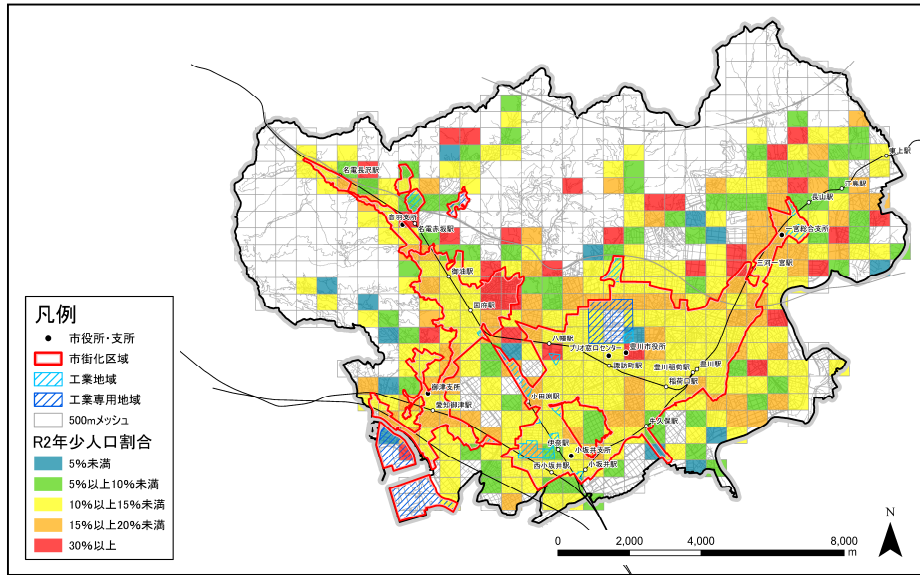 名電長沢駅
東上駅
江島駅
長山駅
音羽支所
名電赤坂駅
一宮総合支所
三河一宮駅
御油駅
国府駅
八幡駅
プリオ窓口センター
豊川市役所
諏訪町駅
豊川稲荷駅
豊川駅
稲荷口駅
御津支所
愛知御津駅
小田渕駅
牛久保駅
伊奈駅
小坂井支所
西小坂井駅
小坂井駅
凡例
市役所・支所
市街化区域
工業地域
工業専用地域
500mメッシュ
R2年少人口割合
5%未満
5%以上10%未満
10%以上15%未満
15%以上20%未満
30%以上
N
0 2,000 4,000 8,000
m